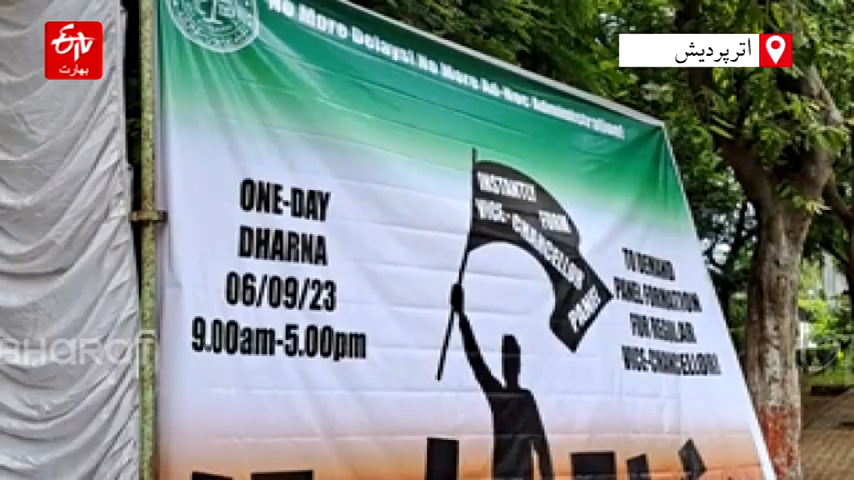 ETV
بھارت
اترپردیش
No More Delays! No More Ad-Hoc Administration!
ONE-DAY
DHARNA
06/09/23
9.00am-5.00pm
INSTANTLY FORM
VICE-CHANCELLOR
PANEL
TO DEMAND
PANEL FORMATION
FOR REGULAR
VICE-CHANCELLOR!